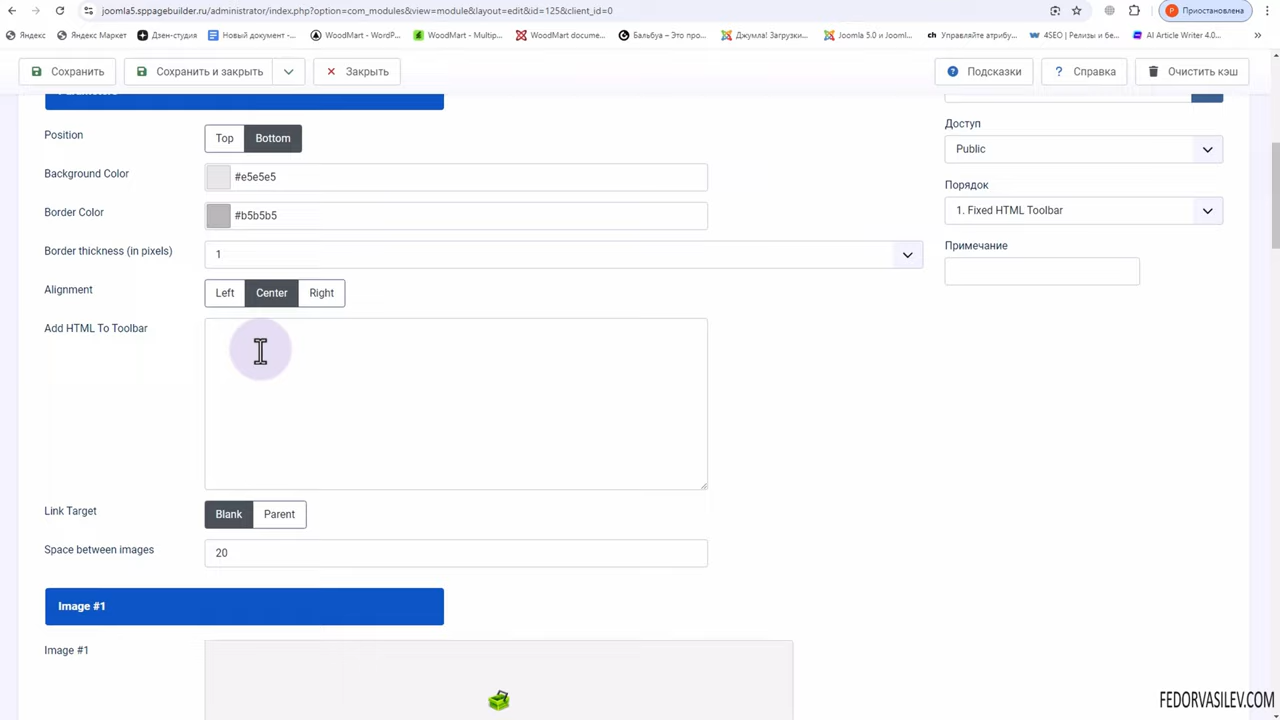 joomla5.sppagebuilder.ru/administrator/index.php?option=com_modules&view=module&layout=edit&id=125&client_id=0
Приостановлена
Яндекс
Яндекс Маркет
Дзен-студия
Новый документ -...
WoodMart – WordP...
WoodMart - Multip...
WoodMart docume...
Бальбуа – Это про...
Джумла! Загрузки...
Joomla 5.0 и Jooml...
Управляйте атрибу...
4SEO | Релизы и бе...
AI Article Writer 4.0...
Сохранить
Сохранить и закрыть
Закрыть
Подсказки
Справка
Очистить кэш
Position
Top
Bottom
Background Color
#e5e5e5
Border Color
#b5b5b5
Border thickness (in pixels)
1
Alignment
Left
Center
Right
Add HTML To Toolbar
Link Target
Blank
Parent
Space between images
20
Image #1
Image #1
Доступ
Public
Порядок
1. Fixed HTML Toolbar
Примечание
FEDORVASILEV.COM